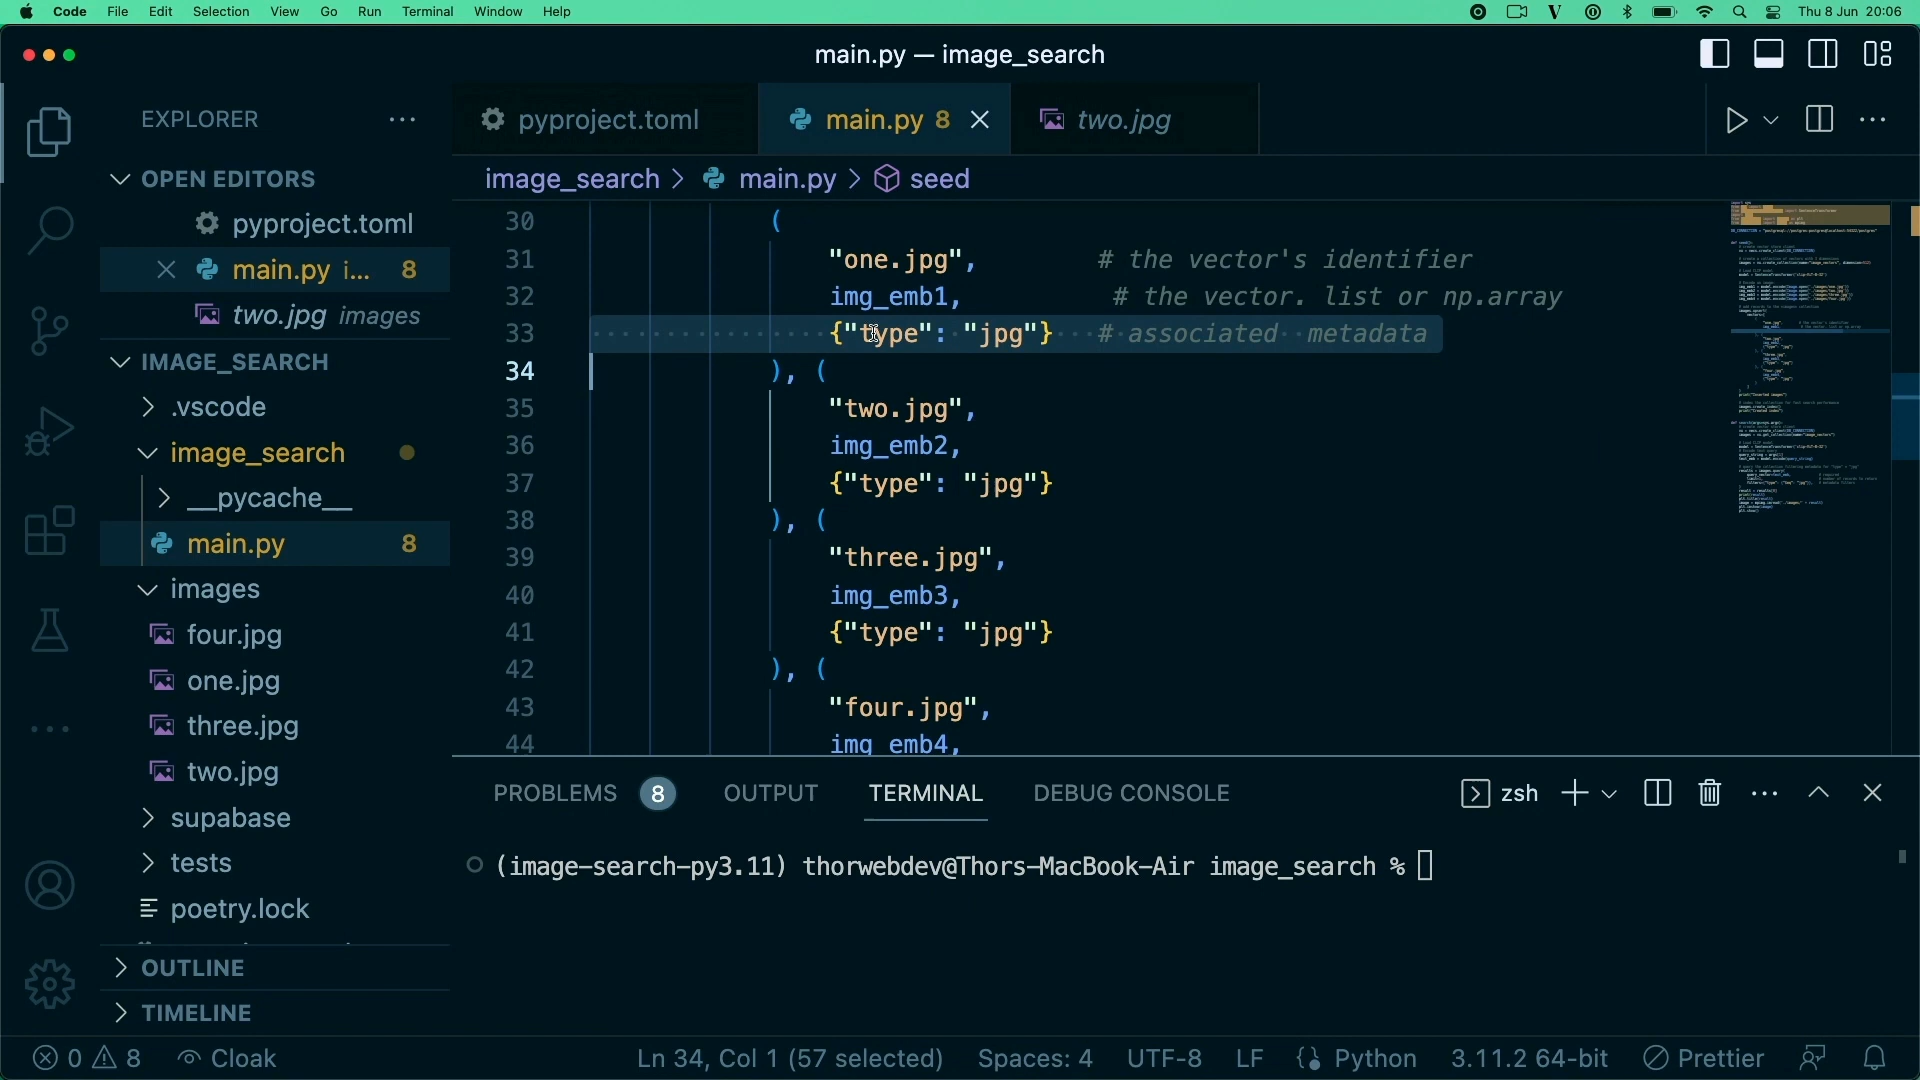 Code File Edit Selection View Go Run Terminal Window Help Thu 8 Jun 20:06
main.py — image_search
EXPLORER
OPEN EDITORS
pyproject.toml
main.py i... 8
two.jpg images
IMAGE_SEARCH
.vscode
image_search
__pycache__
main.py 8
images
four.jpg
one.jpg
three.jpg
two.jpg
supabase
tests
poetry.lock
OUTLINE
TIMELINE
pyproject.toml main.py 8 two.jpg
image_search > main.py > seed
30 (
31 "one.jpg", # the vector's identifier
32 img_emb1, # the vector. list or np.array
33 {"type": "jpg"} # associated metadata
34 ), (
35 "two.jpg",
36 img_emb2,
37 {"type": "jpg"}
38 ), (
39 "three.jpg",
40 img_emb3,
41 {"type": "jpg"}
42 ), (
43 "four.jpg",
44 img_emb4,
PROBLEMS 8 OUTPUT TERMINAL DEBUG CONSOLE zsh
(image-search-py3.11) thorwebdev@Thors-MacBook-Air image_search %
0 8 Cloak Ln 34, Col 1 (57 selected) Spaces: 4 UTF-8 LF Python 3.11.2 64-bit Prettier